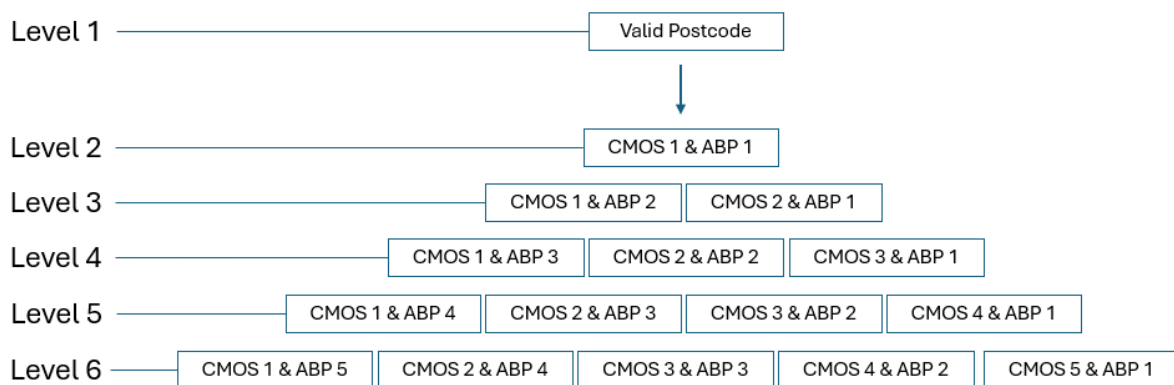 Level 1 Valid Postcode
Level 2 CMOS 1 & ABP 1
Level 3 CMOS 1 & ABP 2 CMOS 2 & ABP 1
Level 4 CMOS 1 & ABP 3 CMOS 2 & ABP 2 CMOS 3 & ABP 1
Level 5 CMOS 1 & ABP 4 CMOS 2 & ABP 3 CMOS 3 & ABP 2 CMOS 4 & ABP 1
Level 6 CMOS 1 & ABP 5 CMOS 2 & ABP 4 CMOS 3 & ABP 3 CMOS 4 & ABP 2 CMOS 5 & ABP 1